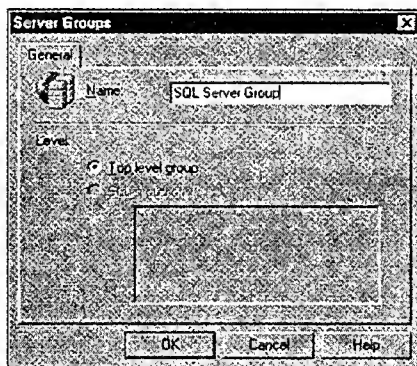 Server Groups
General
Name
SQL Server Group
Level
Top level group
OK Cancel Help